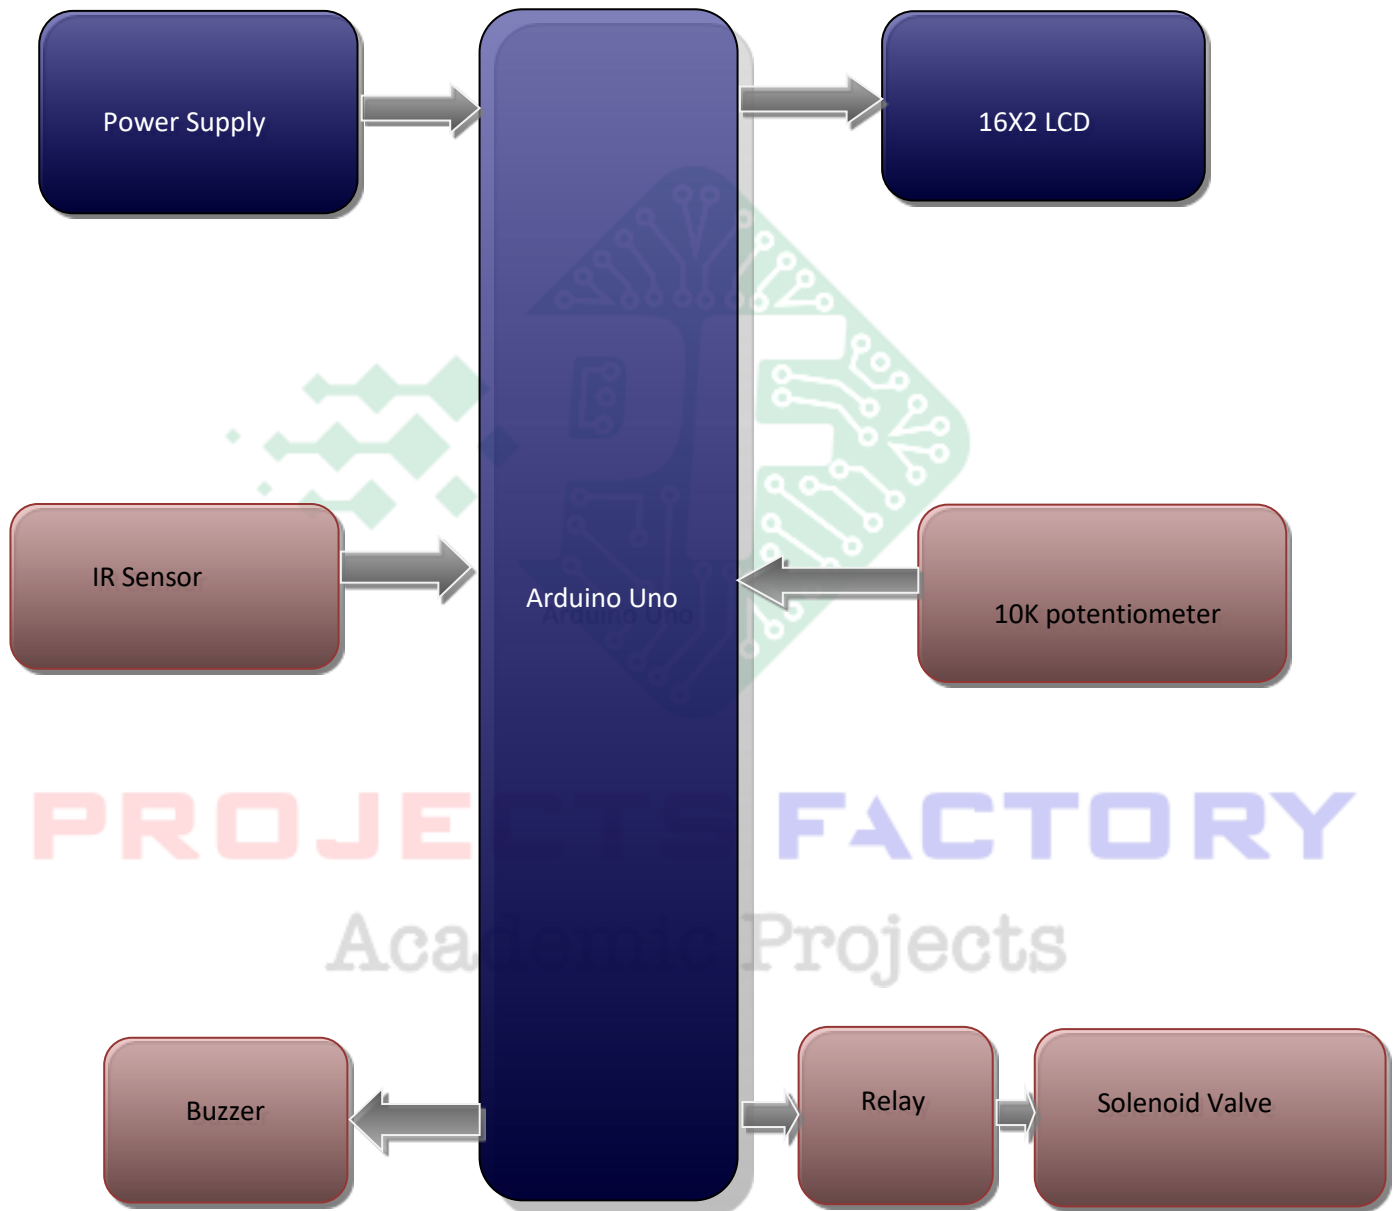 Power Supply
16X2 LCD
IR Sensor
Arduino Uno
10K potentiometer
PROJECTS FACTORY
Academic Projects
Buzzer
Relay
Solenoid Valve